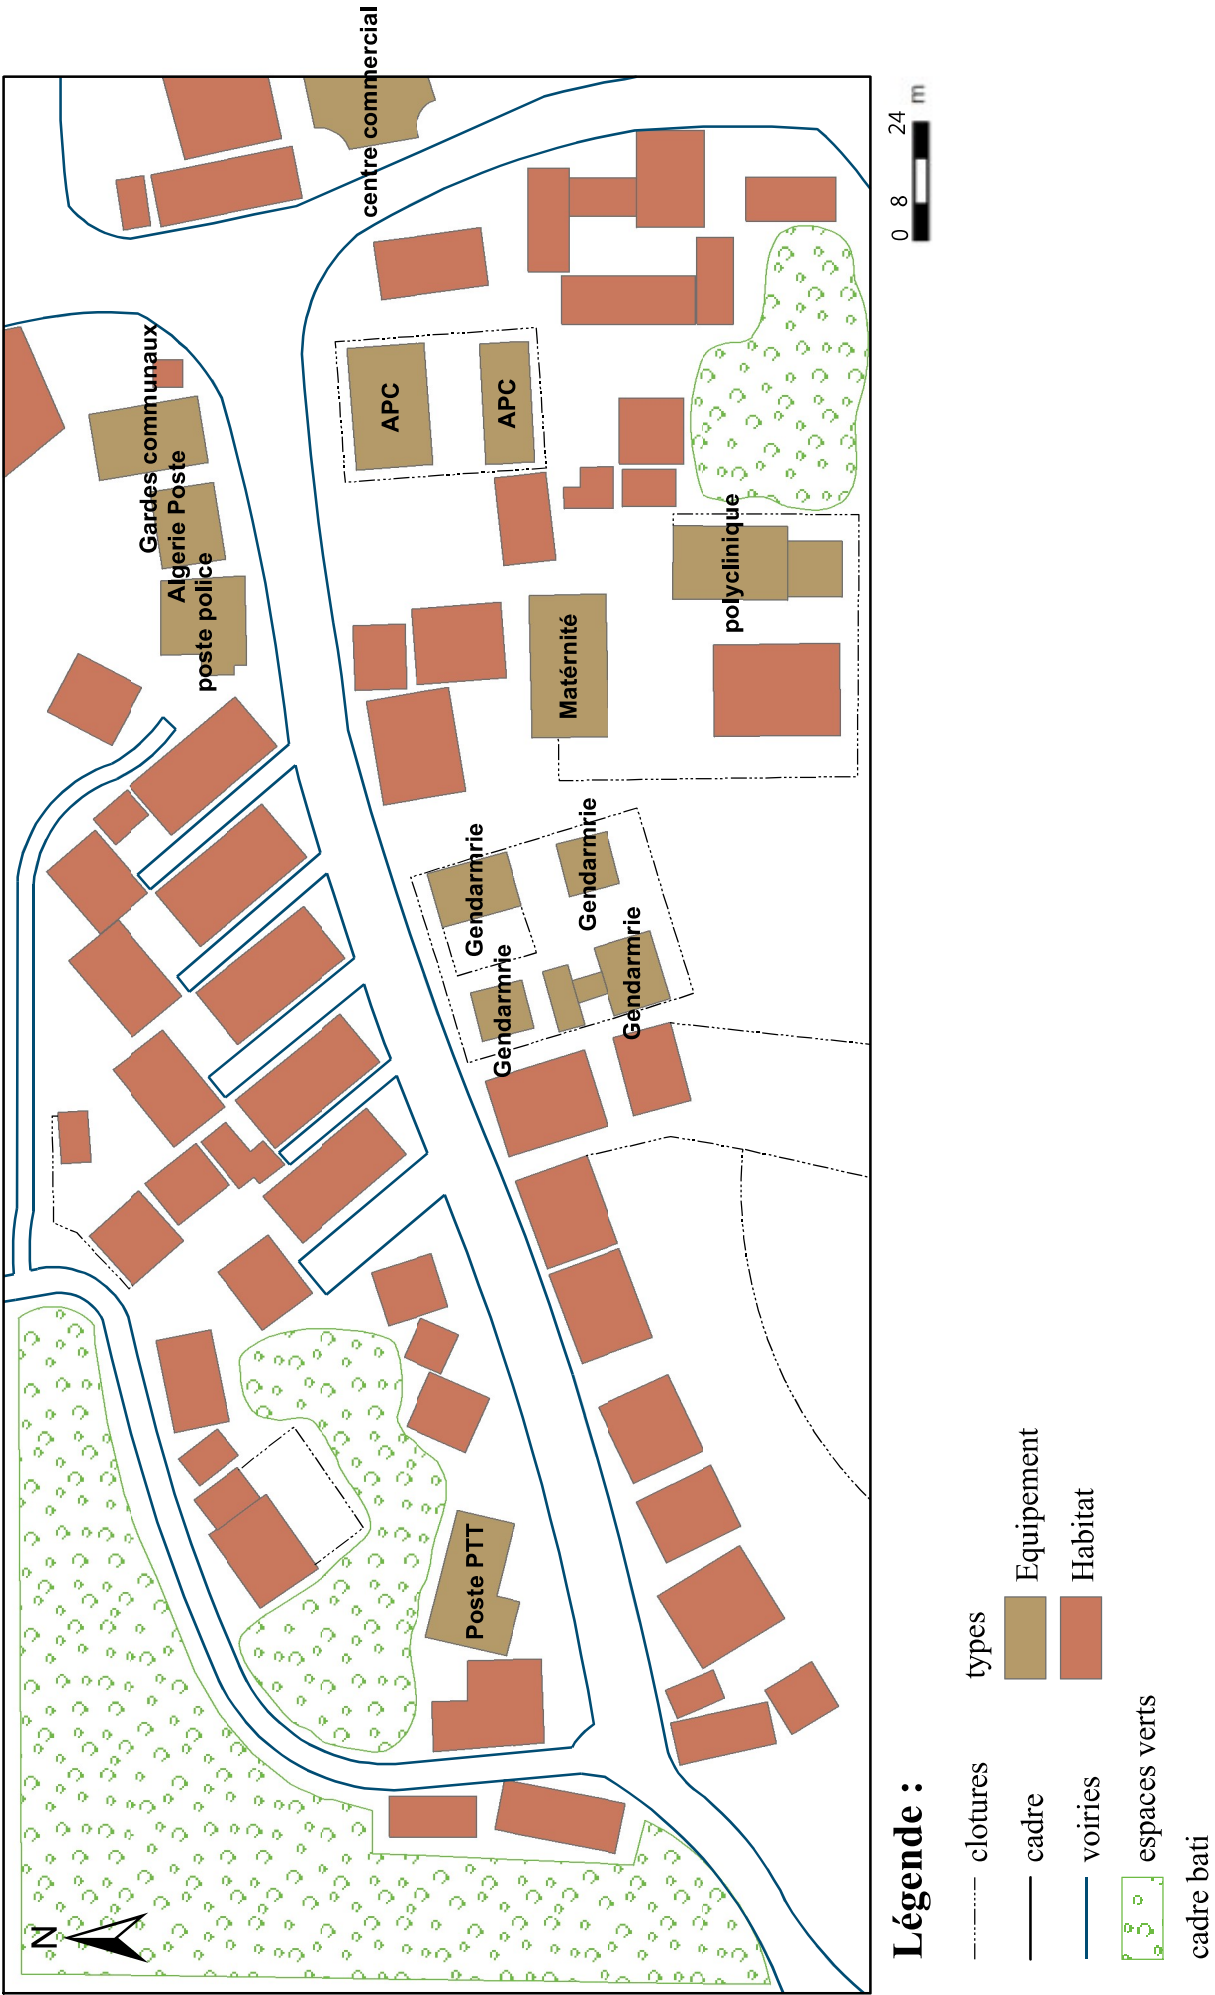 N
centre commercial
Gardes communaux
Algerie Poste
poste police
APC
APC
polyclinique
Matérnité
Gendarmrie
Gendarmrie
Gendarmrie
Gendarmrie
Poste PTT
0 8 24 m
Légende :
clotures
cadre
voiries
espaces verts
cadre bati
types
Equipement
Habitat